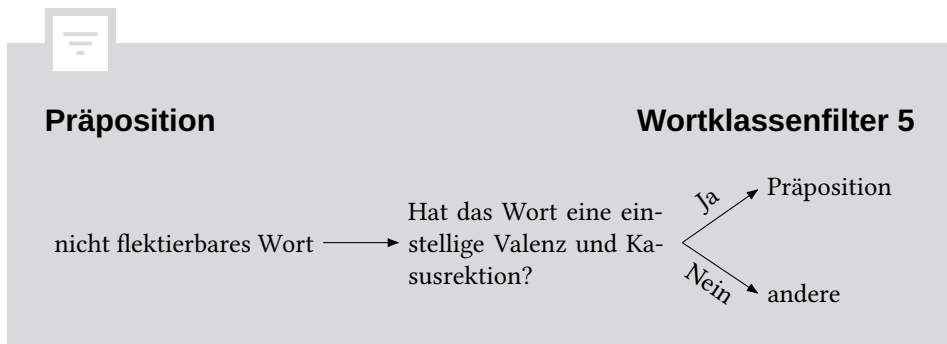 Präposition
Wortklassenfilter 5
nicht flektierbares Wort
Hat das Wort eine ein-
stellige Valenz und Ka-
susrektion?
Ja
Präposition
Nein
andere